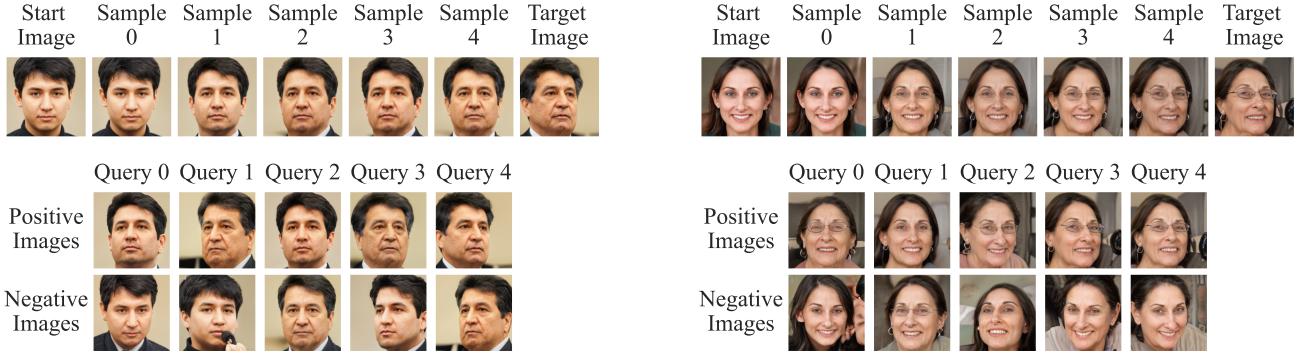 Start Image Sample 0 Sample 1 Sample 2 Sample 3 Sample 4 Target Image
Query 0 Query 1 Query 2 Query 3 Query 4
Positive Images
Negative Images
Start Image Sample 0 Sample 1 Sample 2 Sample 3 Sample 4 Target Image
Query 0 Query 1 Query 2 Query 3 Query 4
Positive Images
Negative Images